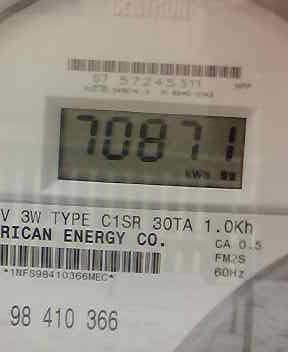 07 57245311
70871
kWh
V 3W TYPE C1SR 30TA 1.0Kh
RICAN ENERGY CO.
CA 0.5
FM2S
60Hz
*1NFS98410366MEC*
98 410 366